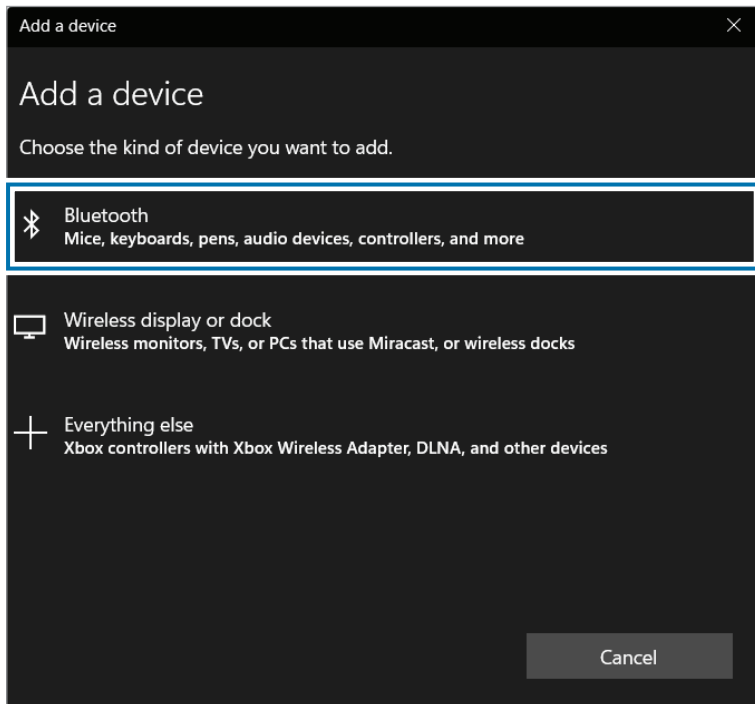 Add a device
Add a device
Choose the kind of device you want to add.
Bluetooth
Mice, keyboards, pens, audio devices, controllers, and more
Wireless display or dock
Wireless monitors, TVs, or PCs that use Miracast, or wireless docks
Everything else
Xbox controllers with Xbox Wireless Adapter, DLNA, and other devices
Cancel